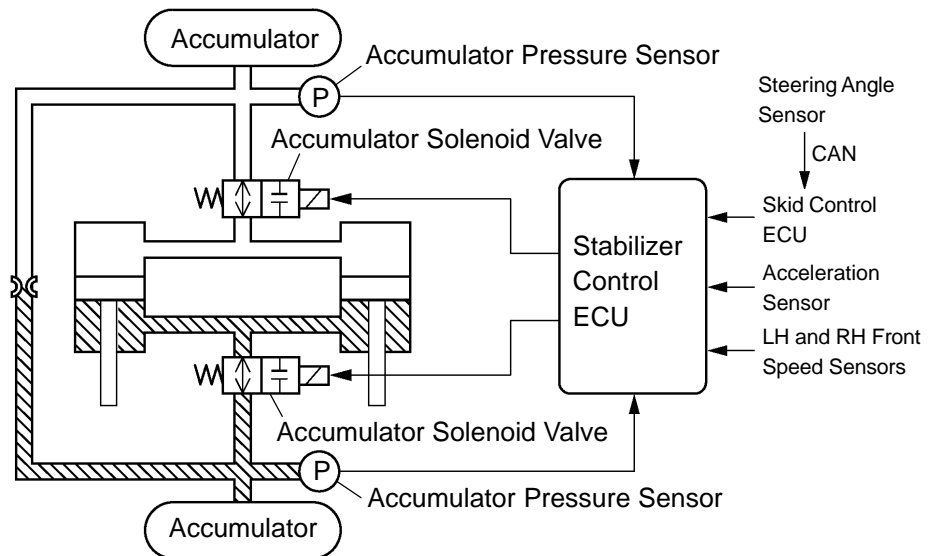 Accumulator
Accumulator Pressure Sensor
P
Steering Angle
Sensor
CAN
Accumulator Solenoid Valve
Stabilizer
Control
ECU
Skid Control
ECU
Acceleration
Sensor
LH and RH Front
Speed Sensors
Accumulator Solenoid Valve
P
Accumulator Pressure Sensor
Accumulator